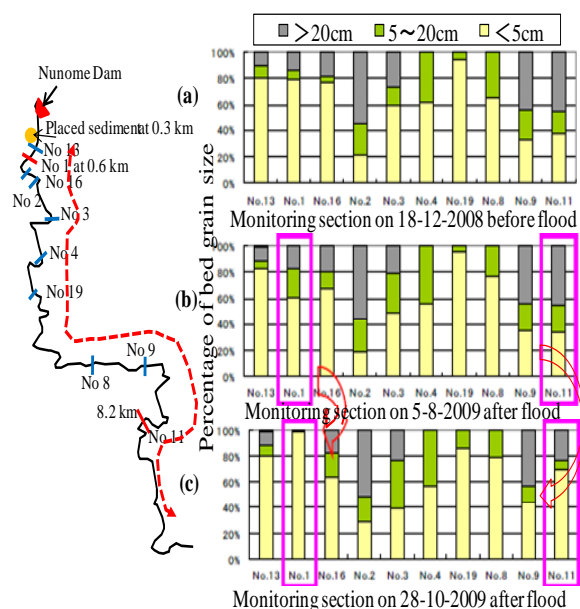 >20cm 5~20cm <5cm
Nunome Dam
Placed sediment at 0.3 km
No 13
No 1 at 0.6 km
No 16
No 2
No 3
No 4
No 19
No 9
No 8
8.2 km
No 11
Percentage of bed grain size
(a)
100%
80%
60%
40%
20%
0%
No.13 No.1 No.16 No.2 No.3 No.4 No.19 No.8 No.9 No.11
Monitoring section on 18-12-2008 before flood
(b)
100%
80%
60%
40%
20%
0%
No.13 No.1 No.16 No.2 No.3 No.4 No.19 No.8 No.9 No.11
Monitoring section on 5-8-2009 after flood
(c)
100%
80%
60%
40%
20%
0%
No.13 No.1 No.16 No.2 No.3 No.4 No.19 No.8 No.9 No.11
Monitoring section on 28-10-2009 after flood